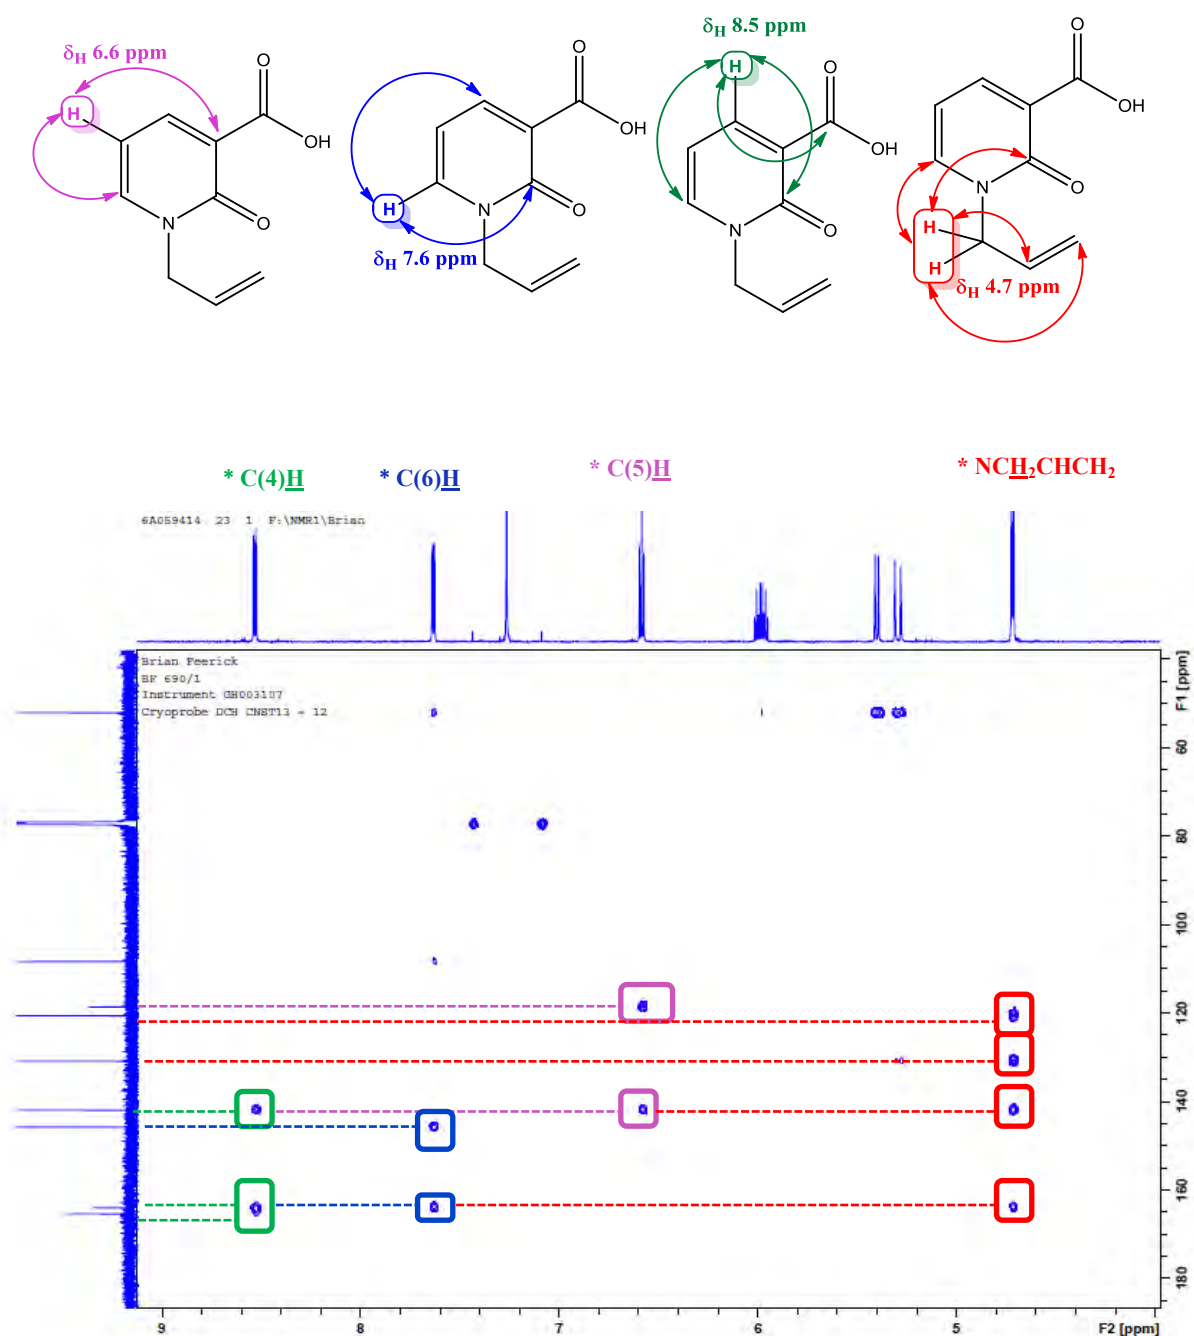 δH 6.6 ppm
H
O
OH
O
N
O
OH
O
N
H
δH 7.6 ppm
δH 8.5 ppm
H
O
OH
O
N
O
OH
O
N
H
H
δH 4.7 ppm
* C(4)H
* C(6)H
* C(5)H
* NCH2CHCH2
6A059414 23 1 F:\NMR1\Brian
Brian Feerick
BF 690/1
Instrument GH003107
Cryoprobe DCH CNST13 = 12
F1 [ppm]
60
80
100
120
140
160
180
9
8
7
6
5
F2 [ppm]